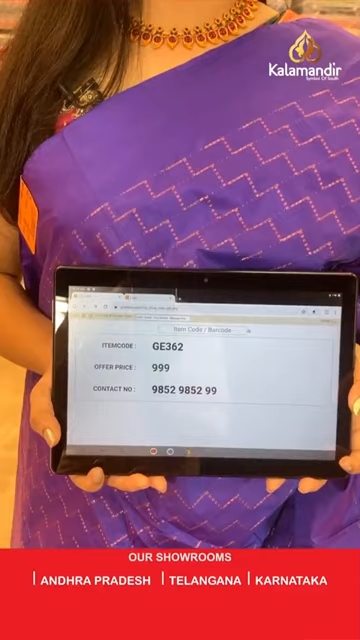 Kalamandir
Symbol Of South
Item Code / Barcode
ITEMCODE : GE362
OFFER PRICE : 999
CONTACT NO : 9852 9852 99
OUR SHOWROOMS
| ANDHRA PRADESH | TELANGANA | KARNATAKA